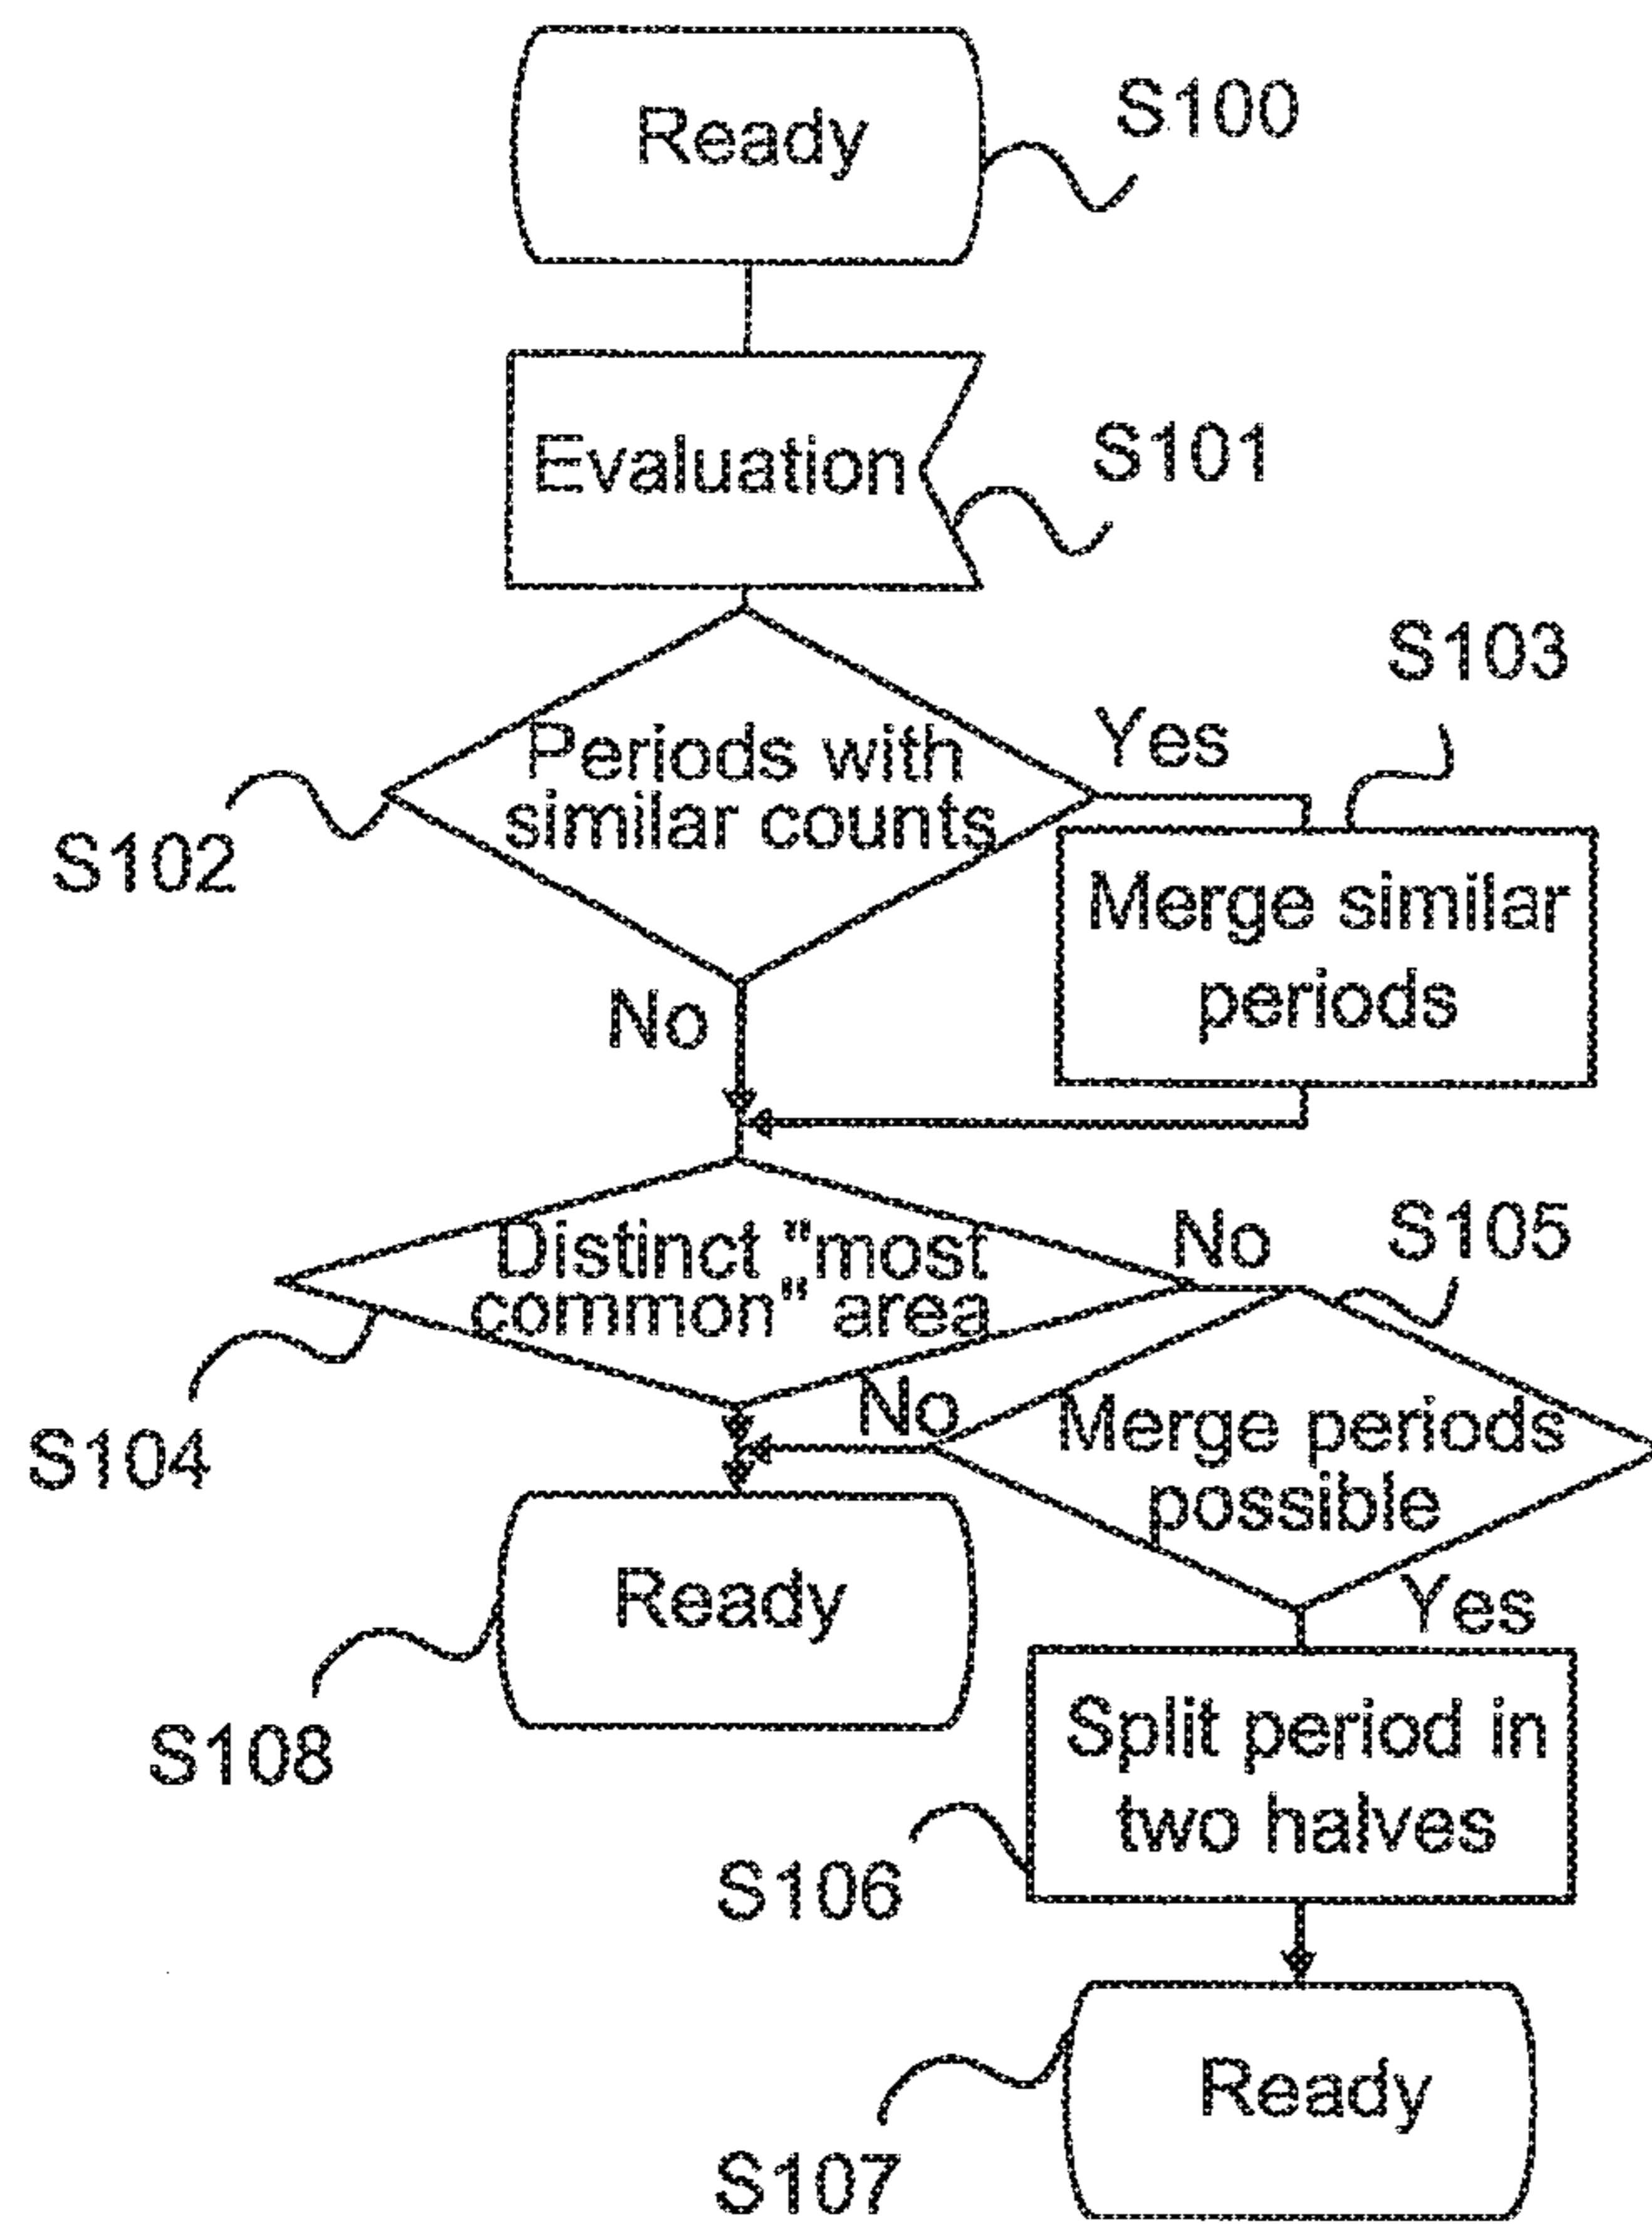 Ready
S100
Evaluation
S101
S103
Yes
Periods with
similar counts
S102
Merge similar
periods
No
Distinct "most
common" area
No
S105
S104
No
Merge periods
possible
Ready
Yes
S108
Split period in
two halves
S106
Ready
S107